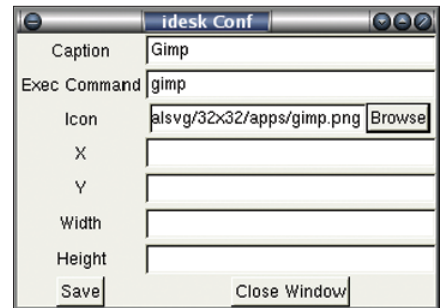 idesk Conf
Caption Gimp
Exec Command gimp
Icon alsvg/32x32/apps/gimp.png Browse
X
Y
Width
Height
Save Close Window